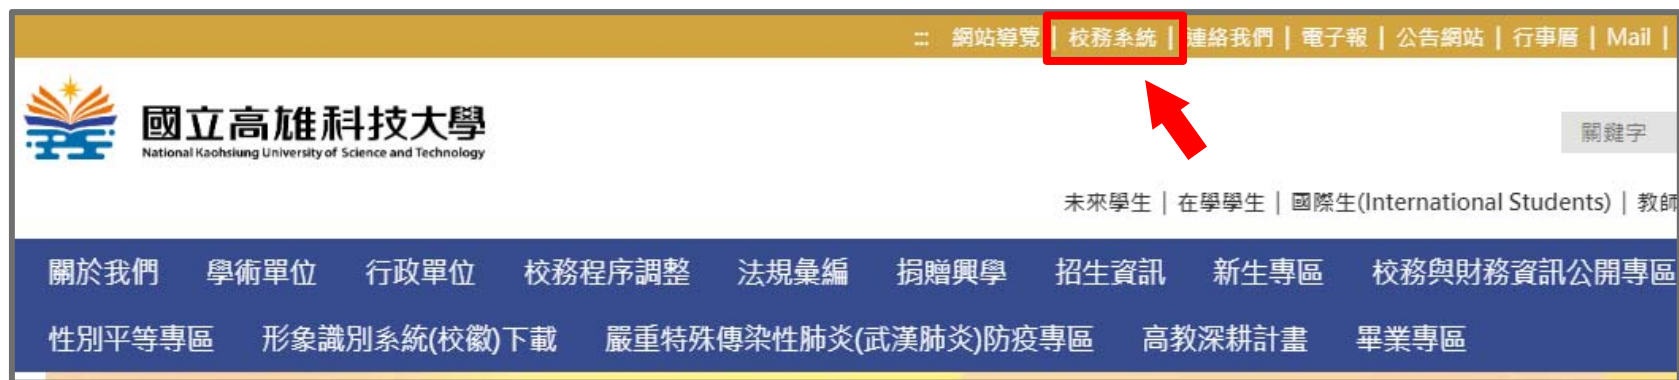 ::: 網站導覽 | 校務系統 | 連絡我們 | 電子報 | 公告網站 | 行事曆 | Mail |
國立高雄科技大學
National Kaohsiung University of Science and Technology
關鍵字
未來學生 | 在學學生 | 國際生(International Students) | 教師
關於我們 學術單位 行政單位 校務程序調整 法規彙編 捐贈興學 招生資訊 新生專區 校務與財務資訊公開專區
性別平等專區 形象識別系統(校徽)下載 嚴重特殊傳染性肺炎(武漢肺炎)防疫專區 高教深耕計畫 畢業專區